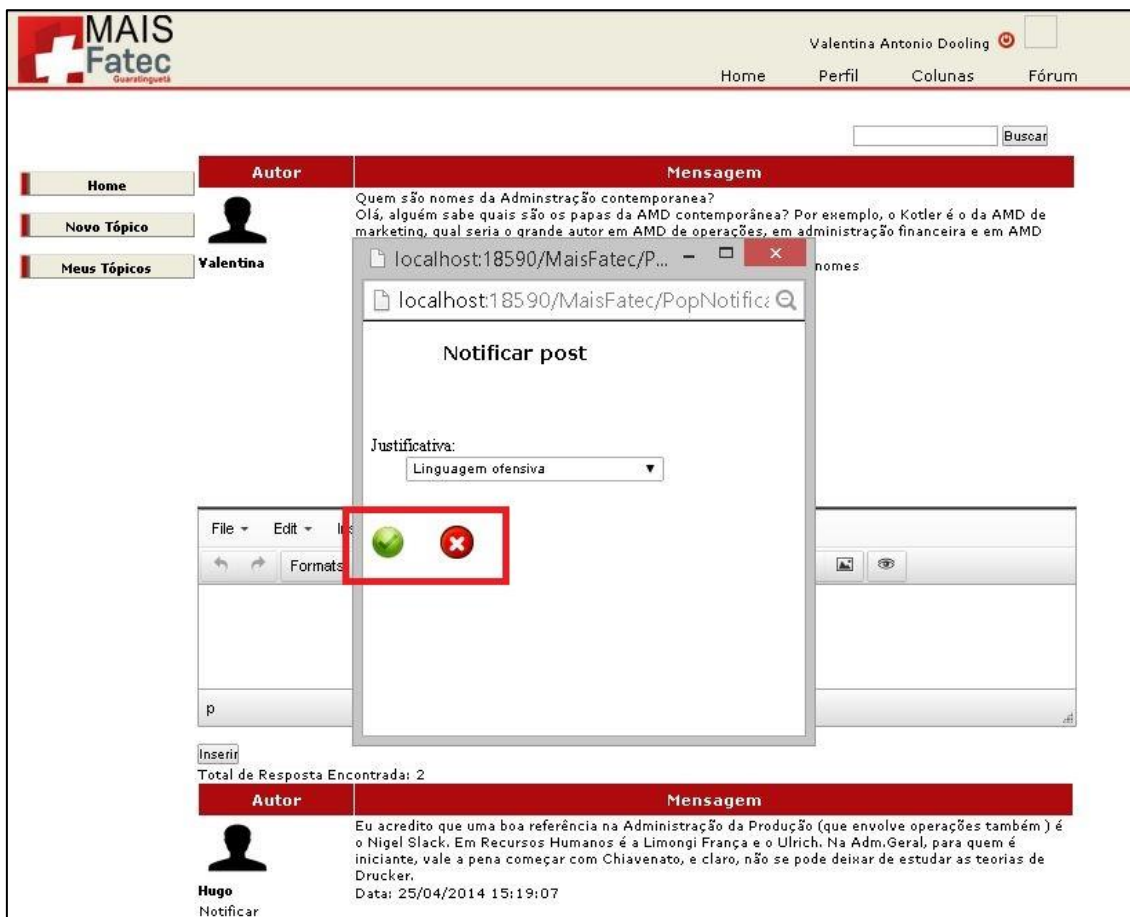 MAIS
Fatec
Guaratinguetá
Valentina Antonio Dooling
Home Perfil Colunas Fórum
Buscar
Home
Novo Tópico
Meus Tópicos
Autor Mensagem
Quem são nomes da Adminstração contemporanea?
Olá, alguém sabe quais são os papas da AMD contemporânea? Por exemplo, o Kotler é o da AMD de
marketing, qual seria o grande autor em AMD de operações, em administração financeira e em AMD
nomes
Valentina
localhost:18590/MaisFatec/P...
localhost:18590/MaisFatec/PopNotifica
Notificar post
Justificativa:
Linguagem ofensiva
File Edit
Formats
p
Inserir
Total de Resposta Encontrada: 2
Autor Mensagem
Eu acredito que uma boa referência na Administração da Produção (que envolve operações também ) é
o Nigel Slack. Em Recursos Humanos é a Limongi França e o Ulrich. Na Adm.Geral, para quem é
iniciante, vale a pena começar com Chiavenato, e claro, não se pode deixar de estudar as teorias de
Drucker.
Data: 25/04/2014 15:19:07
Hugo
Notificar